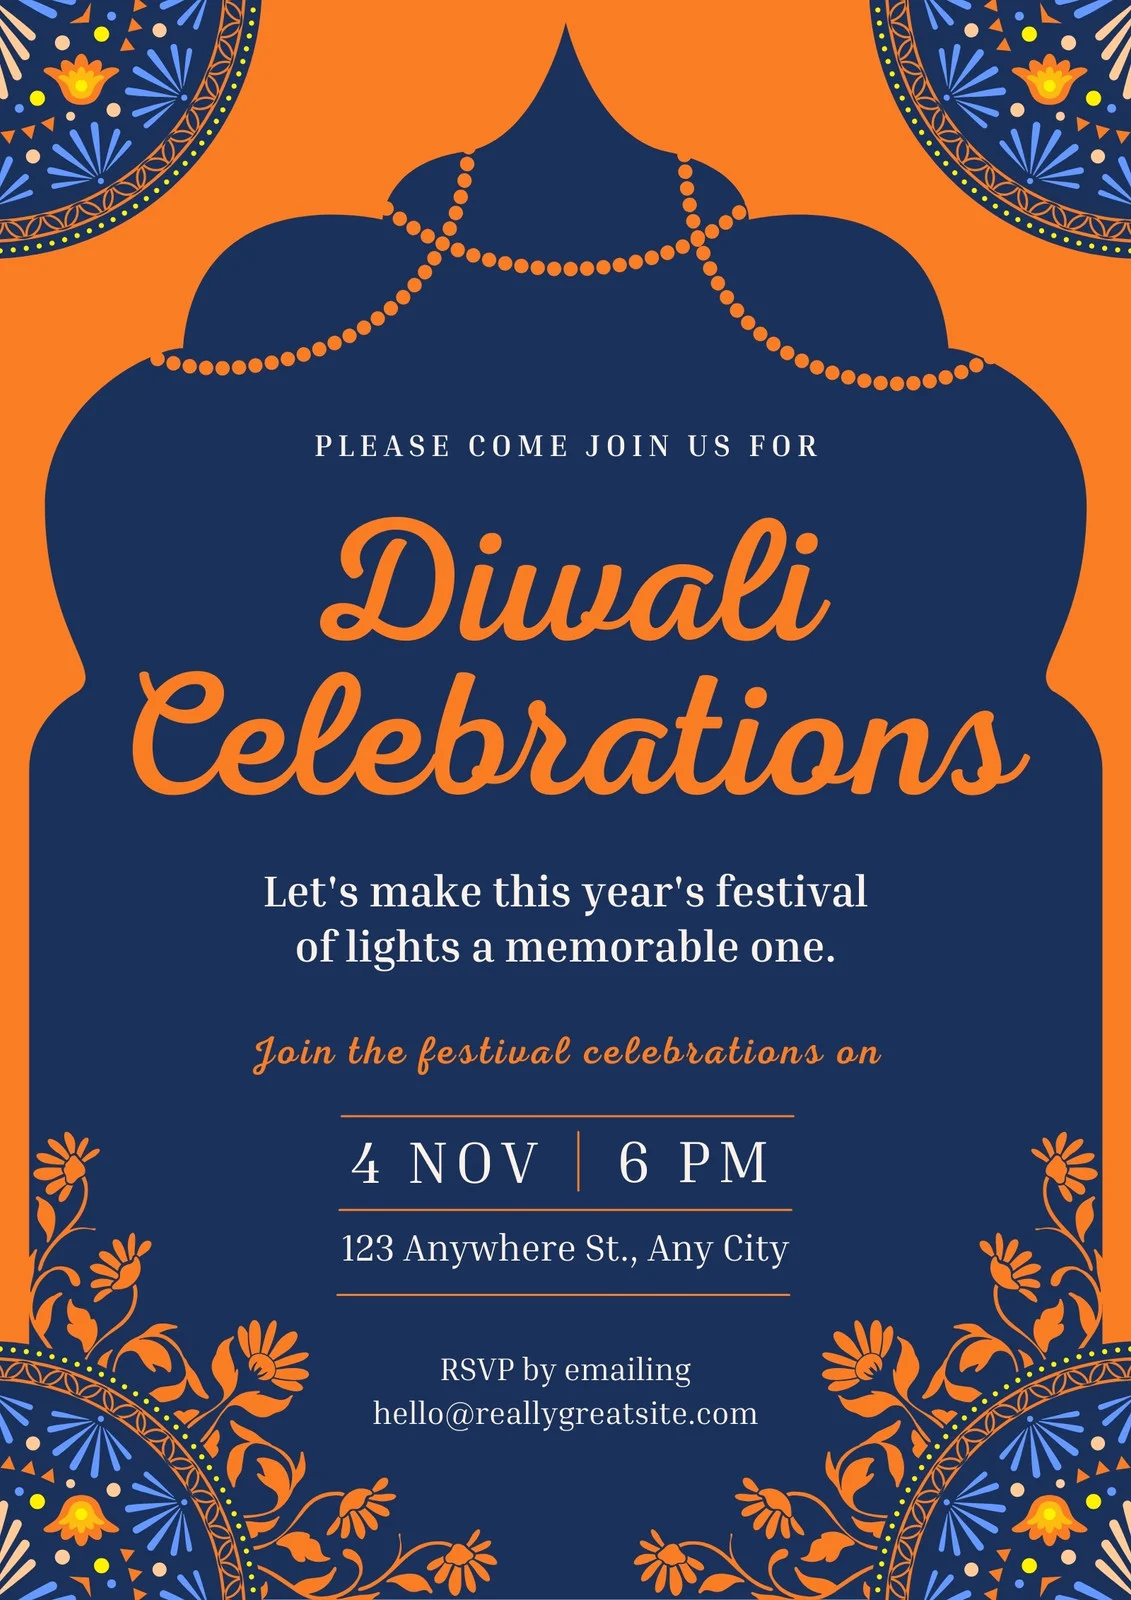 PLEASE COME JOIN US FOR
Diwali
Celebrations
Let's make this year's festival
of lights a memorable one.
Join the festival celebrations on
4 NOV | 6 PM
123 Anywhere St., Any City
RSVP by emailing
hello@reallygreatsite.com